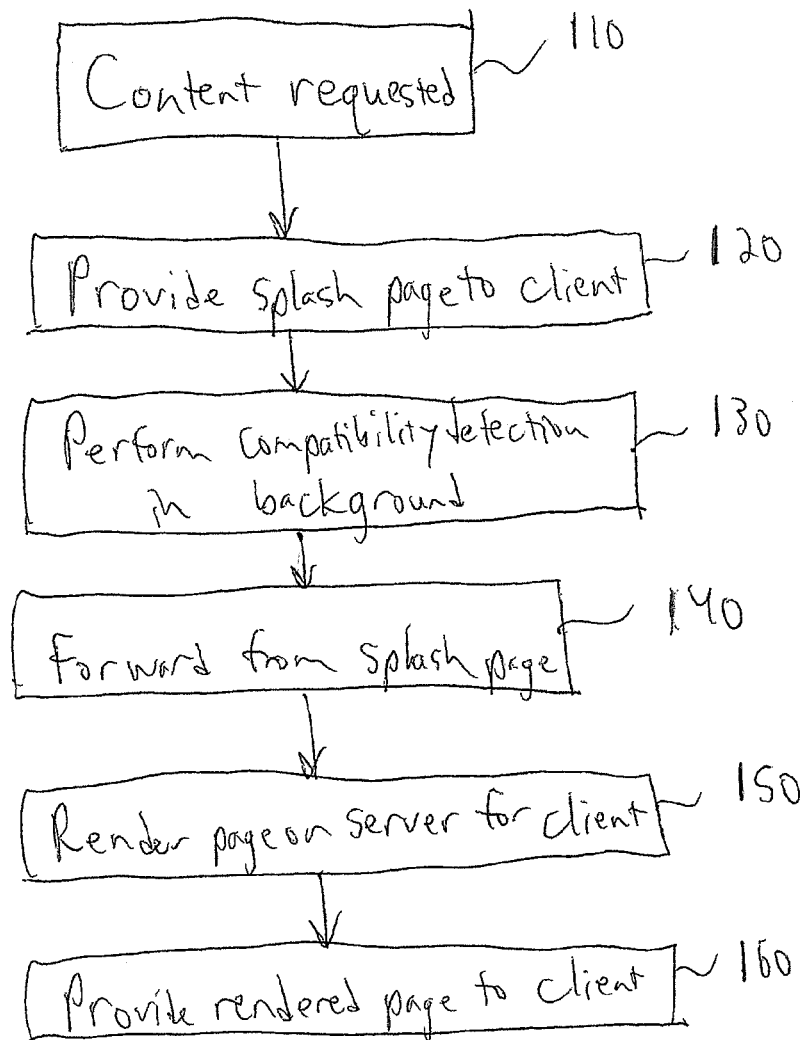 110
Content requested
120
Provide splash page to client
130
Perform compatibility detection
in background
140
Forward from splash page
150
Render page on server for client
160
Provide rendered page to client